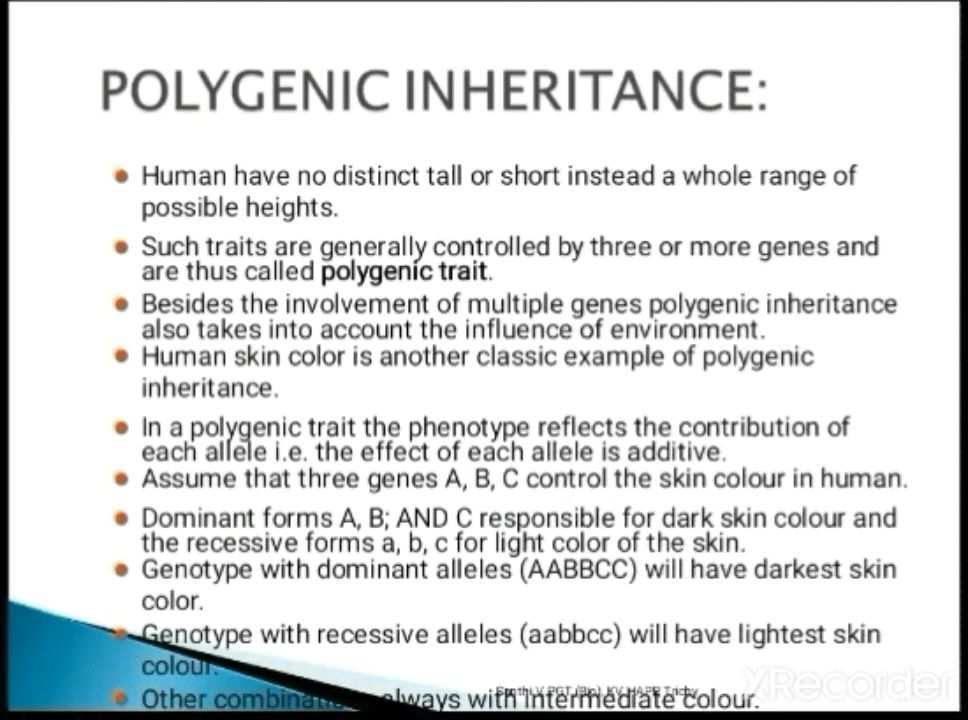 POLYGENIC INHERITANCE:
Human have no distinct tall or short instead a whole range of
possible heights.
Such traits are generally controlled by three or more genes and
are thus called polygenic trait.
Besides the involvement of multiple genes polygenic inheritance
also takes into account the influence of environment.
Human skin color is another classic example of polygenic
inheritance.
In a polygenic trait the phenotype reflects the contribution of
each allele i.e. the effect of each allele is additive.
Assume that three genes A, B, C control the skin colour in human.
Dominant forms A, B; AND C responsible for dark skin colour and
the recessive forms a, b, c for light color of the skin.
Genotype with dominant alleles (AABBCC) will have darkest skin
color.
Genotype with recessive alleles (aabbcc) will have lightest skin
colour.
Other with intermediate colour.
XRecorder